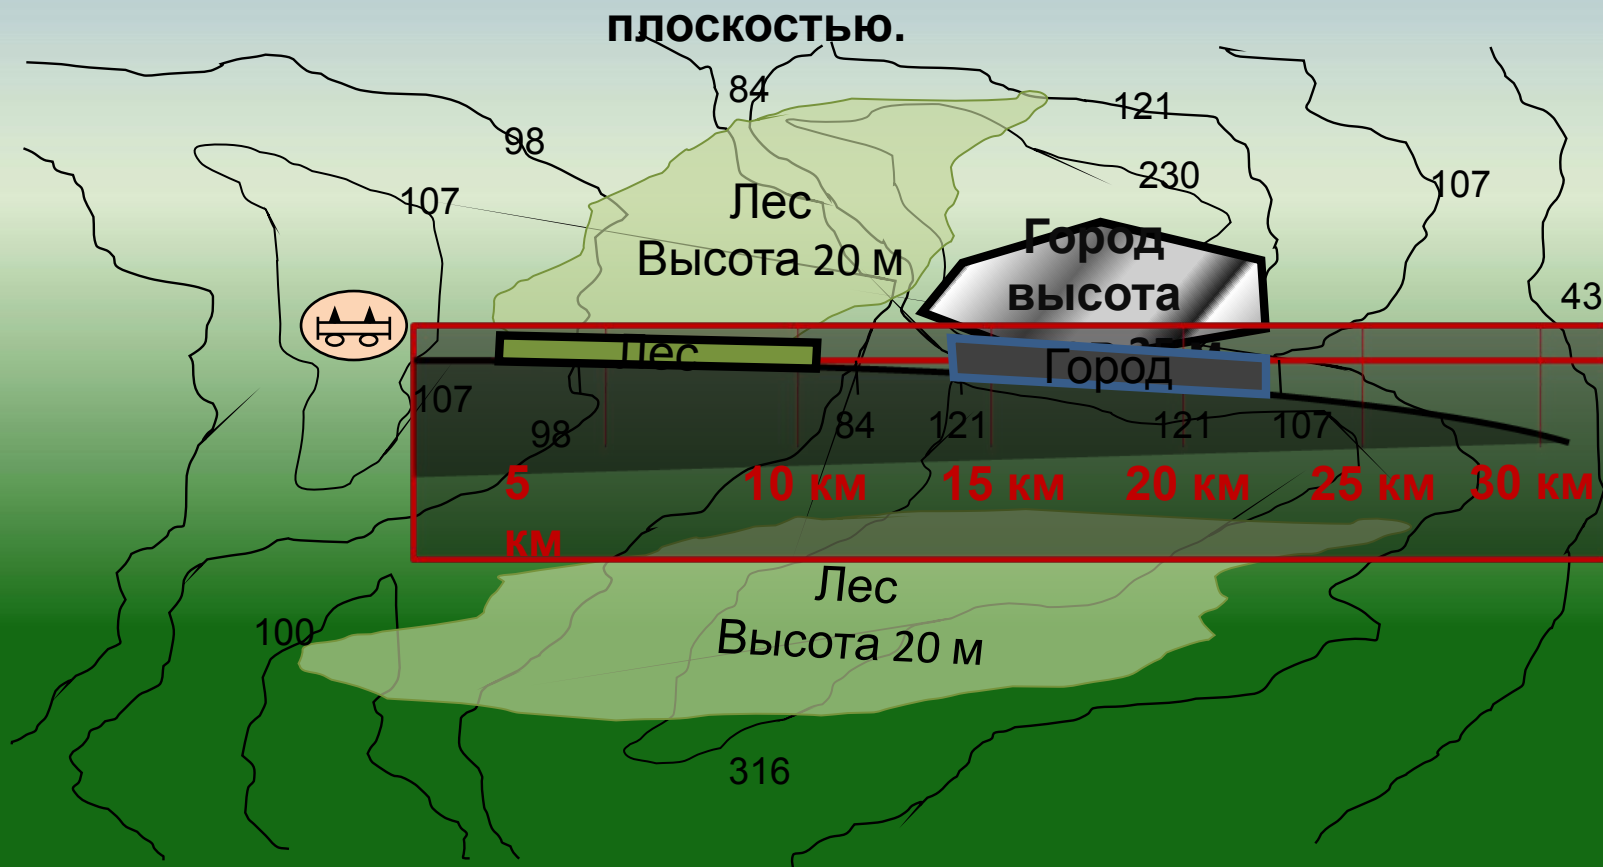 плоскостью.
84
121
98
230
107
107
Лес
Высота 20 м
Город
высота
43
Лес
Город
107
98
84
121
121
107
5
км
10 км
15 км
20 км
25 км
30 км
Лес
Высота 20 м
100
316